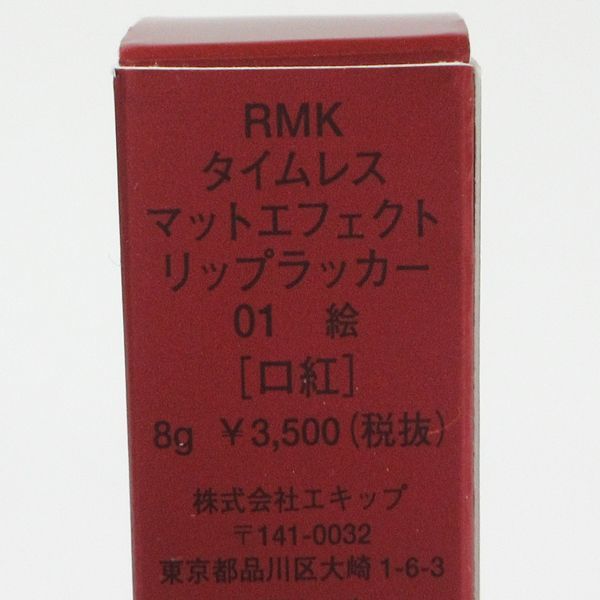 RMK
タイムレス
マットエフェクト
リップラッカー
01 絵
[口紅]
8g ￥3,500(税抜)
株式会社エキップ
〒141-0032
東京都品川区大崎1-6-3